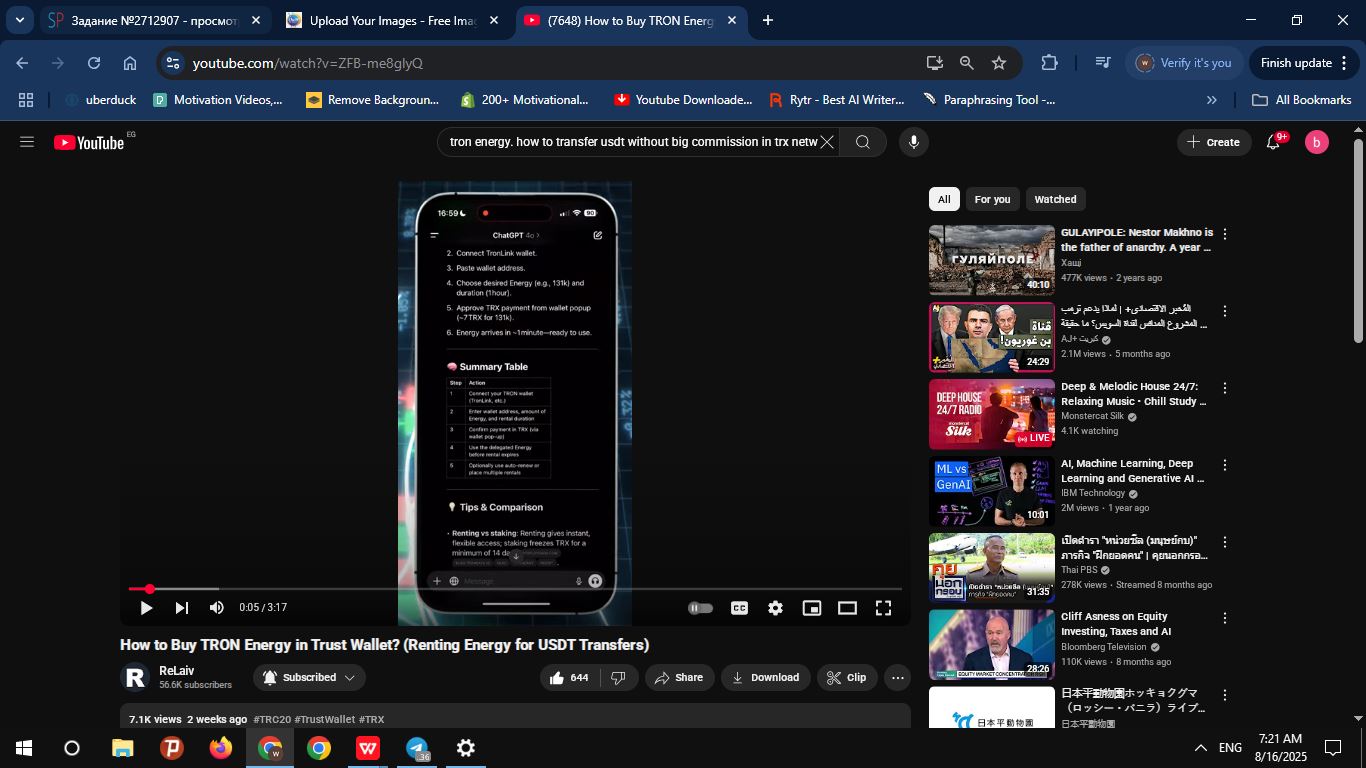 Задание №2712907 - просмот
Upload Your Images - Free Imag
(7648) How to Buy TRON Energ
youtube.com/watch?v=ZFB-me8glyQ
Verify it's you
Finish update
uberduck
Motivation Videos,...
Remove Backgroun...
200+ Motivational...
Youtube Downloade...
Rytr - Best AI Writer...
Paraphrasing Tool -...
All Bookmarks
YouTube EG
tron energy. how to transfer usdt without big commission in trx netw
Create
9+
b
16:59
90
ChatGPT 4o >
2. Connect TronLink wallet.
3. Paste wallet address.
4. Choose desired Energy (e.g., 131k) and
duration (1hour).
5. Approve TRX payment from wallet popup
(~7 TRX for 131k).
6. Energy arrives in ~1 minute—ready to use.
Summary Table
Step Action
1 Connect your TRON wallet
(TronLink, etc.)
2 Enter wallet address, amount of
Energy, and rental duration
3 Confirm payment in TRX (via
wallet pop-up)
4 Use the delegated Energy
before rental expires
5 Optionally use auto-renew or
place multiple rentals
Tips & Comparison
• Renting vs staking: Renting gives instant,
flexible access; staking freezes TRX for a
minimum of 14
Message
0:05 / 3:17
CC
How to Buy TRON Energy in Trust Wallet? (Renting Energy for USDT Transfers)
R
ReLaiv
56.6K subscribers
Subscribed
644
Share
Download
Clip
7.1K views 2 weeks ago #TRC20 #TrustWallet #TRX
All
For you
Watched
ГУЛЯЙПОЛЕ
40:10
GULAYIPOLE: Nestor Makhno is
the father of anarchy. A year ...
Хащі
477K views • 2 years ago
قناة
بن غوريون!
24:29
المُخبر الاقتصادي+ | لماذا يدعم ترمب
المشروع المنافس لقناة السويس؟ ما حقيقة ...
AJ+ كبريت
2.1M views • 5 months ago
DEEP HOUSE
24/7 RADIO
monstercat
Silk
LIVE
Deep & Melodic House 24/7:
Relaxing Music • Chill Study ...
Monstercat Silk
4.1K watching
ML vs
GenAI
10:01
AI, Machine Learning, Deep
Learning and Generative AI ...
IBM Technology
2M views • 1 year ago
คุย
นอก
กรอบ
31:35
เปิดตำรา "หน่วยซีล (มนุษย์กบ)"
ภารกิจ "ฝึกยอดคน" | คุยนอกกรอ...
Thai PBS
278K views • Streamed 8 months ago
EQUITY MARKET CONCENTRATION RISK
28:26
Cliff Asness on Equity
Investing, Taxes and AI
Bloomberg Television
110K views • 8 months ago
日本平動物園
日本平動物園ホッキョクグマ
（ロッシー・バニラ）ライブ...
日本平動物園
36
ENG
7:21 AM
8/16/2025